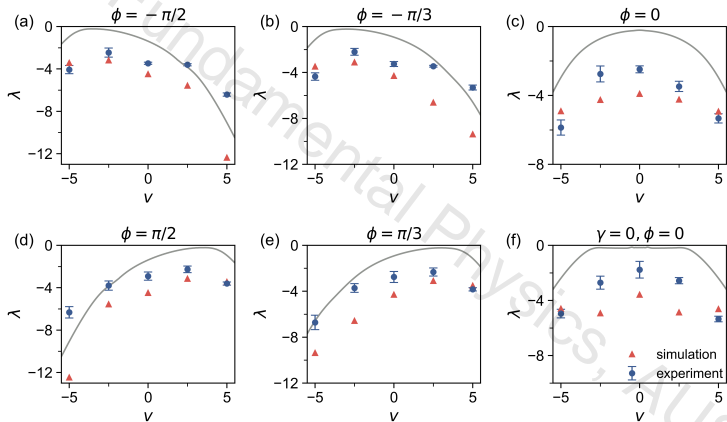 (a) ϕ = − π/2
(b) ϕ = − π/3
(c) ϕ = 0
0
−4
−8
−12
λ
−5 0 5
v
0
−4
−8
−12
λ
−5 0 5
v
0
−4
−8
λ
−5 0 5
v
(d) ϕ = π/2
(e) ϕ = π/3
(f) γ = 0, ϕ = 0
0
−4
−8
−12
λ
−5 0 5
v
0
−4
−8
−12
λ
−5 0 5
v
0
−4
−8
λ
−5 0 5
v
simulation
experiment
Fundamental Physics,